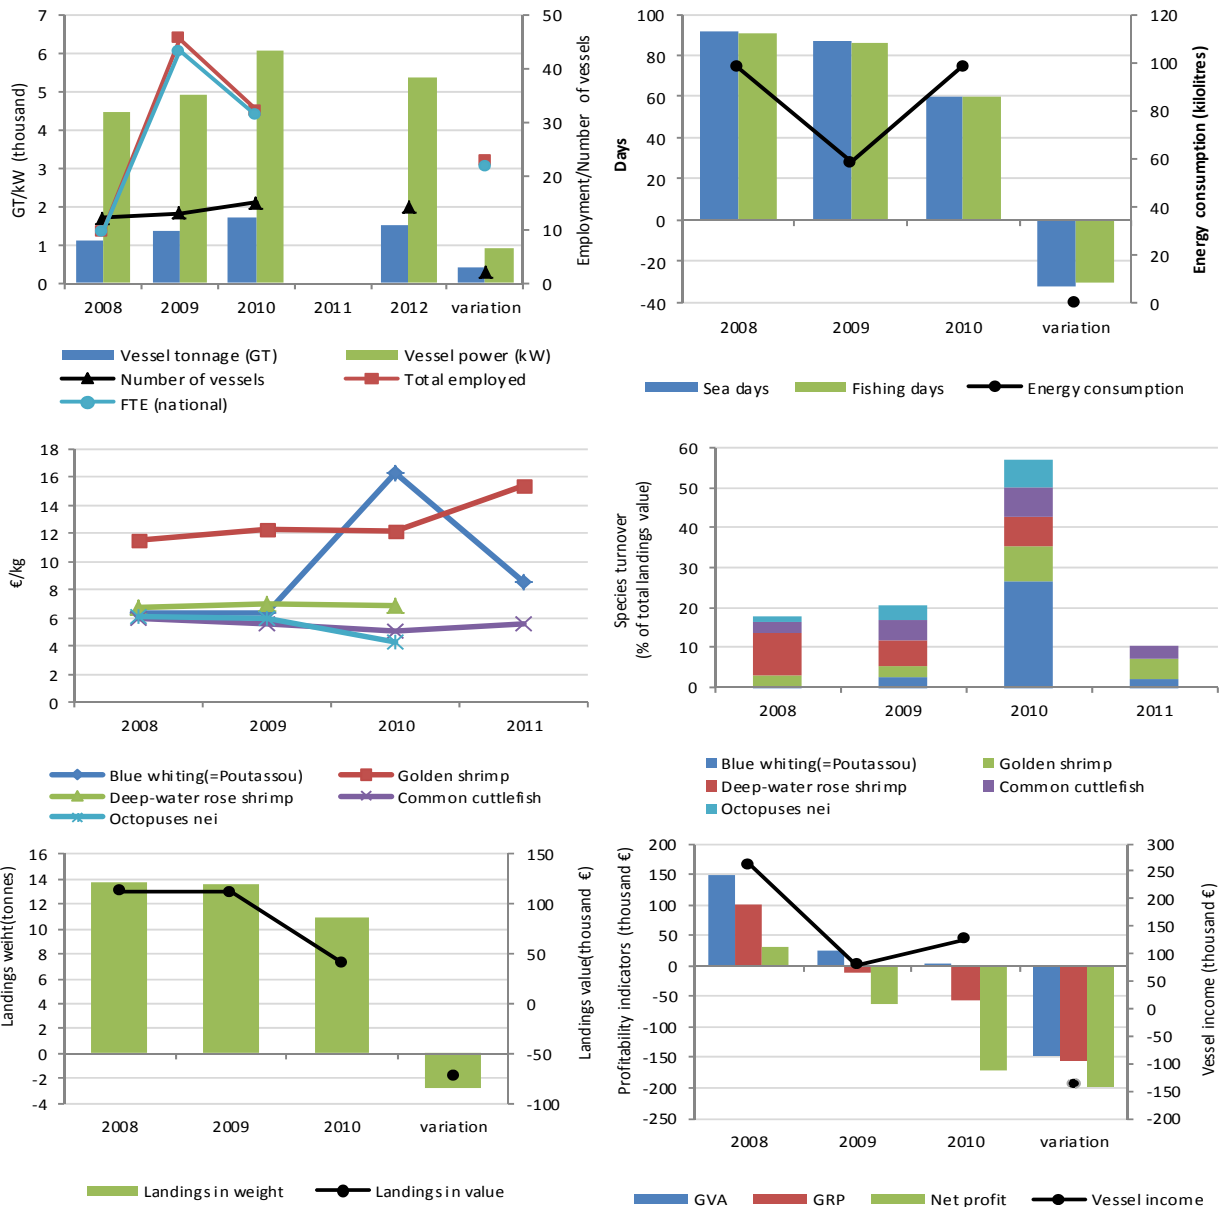 7
6
5
4
3
2
1
0
GT/kW (thousand)
50
40
30
20
10
0
Employment/Number of vessels
2008 2009 2010 2011 2012 variation
Vessel tonnage (GT) Vessel power (kW)
Number of vessels Total employed
FTE (national)
100
80
60
40
20
0
-20
-40
Days
120
100
80
60
40
20
0
Energy consumption (kilolitres)
2008 2009 2010 variation
Sea days Fishing days Energy consumption
18
16
14
12
10
8
6
4
2
0
€/kg
2008 2009 2010 2011
Blue whiting(=Poutassou) Golden shrimp
Deep-water rose shrimp Common cuttlefish
Octopuses nei
60
50
40
30
20
10
0
Species turnover
(% of total landings value)
2008 2009 2010 2011
Blue whiting(=Poutassou) Golden shrimp
Deep-water rose shrimp Common cuttlefish
Octopuses nei
16
14
12
10
8
6
4
2
0
-2
-4
Landings weiht(tonnes)
150
100
50
0
-50
-100
Landings value(thousand €)
2008 2009 2010 variation
Landings in weight Landings in value
200
150
100
50
0
-50
-100
-150
-200
-250
Profitability indicators (thousand €)
300
250
200
150
100
50
0
-50
-100
-150
-200
Vessel income (thousand €)
2008 2009 2010 variation
GVA GRP Net profit Vessel income